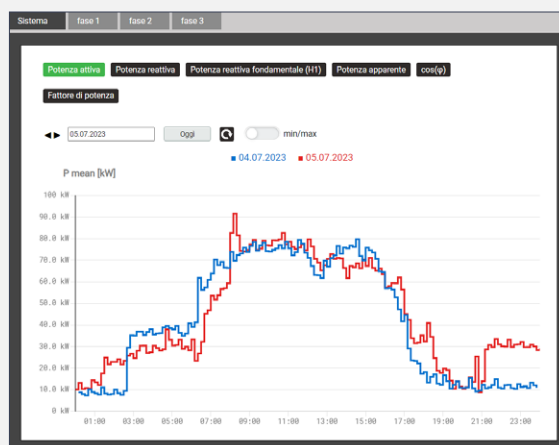 Sistema fase 1 fase 2 fase 3
Potenza attiva Potenza reattiva Potenza reattiva fondamentale (H1) Potenza apparente cos(φ)
Fattore di potenza
05.07.2023 Oggi min/max
04.07.2023 05.07.2023
P mean [kW]
100 kW
90.0 kW
80.0 kW
70.0 kW
60.0 kW
50.0 kW
40.0 kW
30.0 kW
20.0 kW
10.0 kW
0 kW
01:00 03:00 05:00 07:00 09:00 11:00 13:00 15:00 17:00 19:00 21:00 23:00